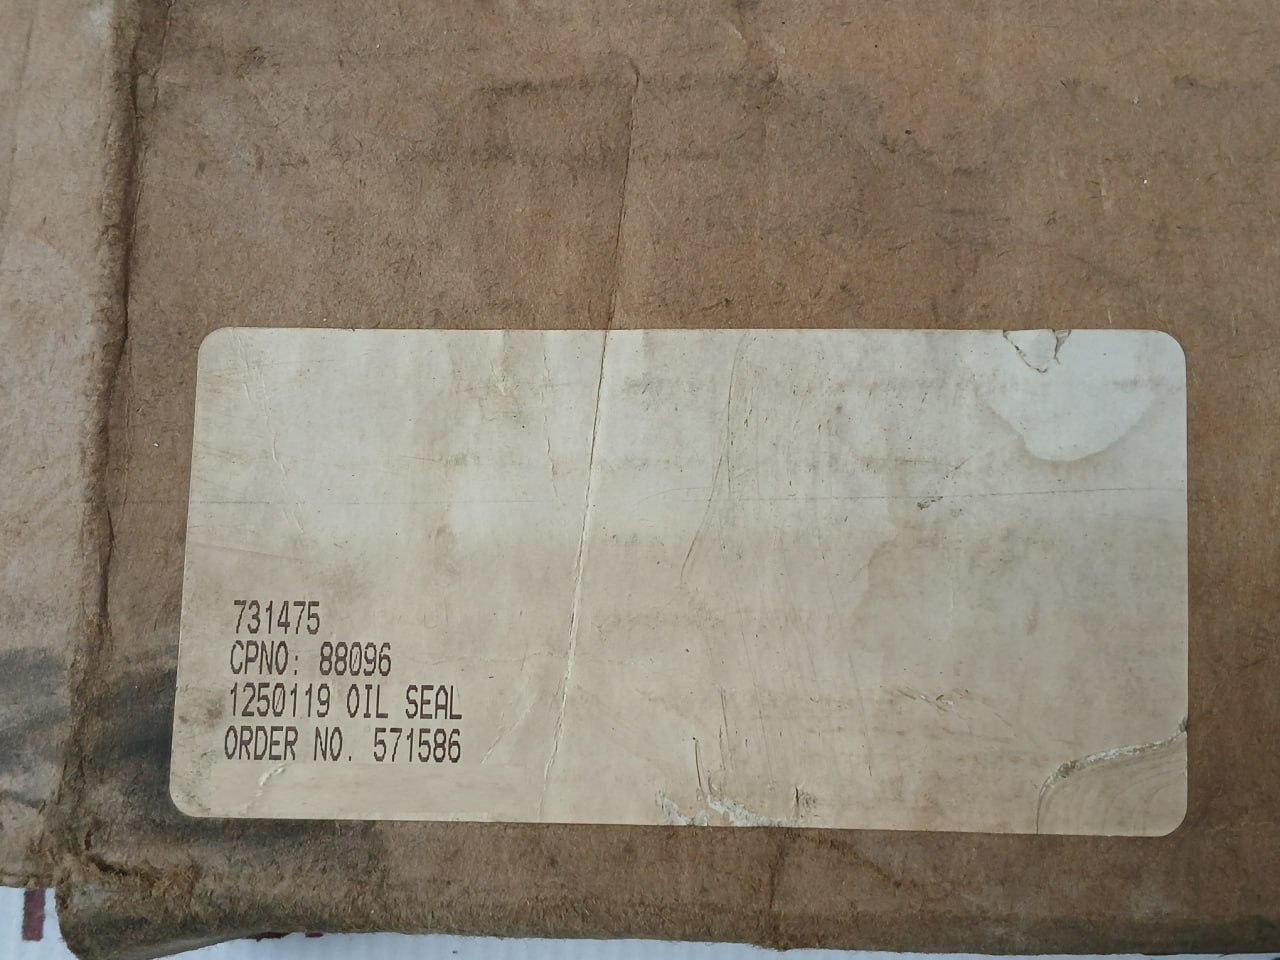 731475
CPNO: 88096
1250119 OIL SEAL
ORDER NO. 571586